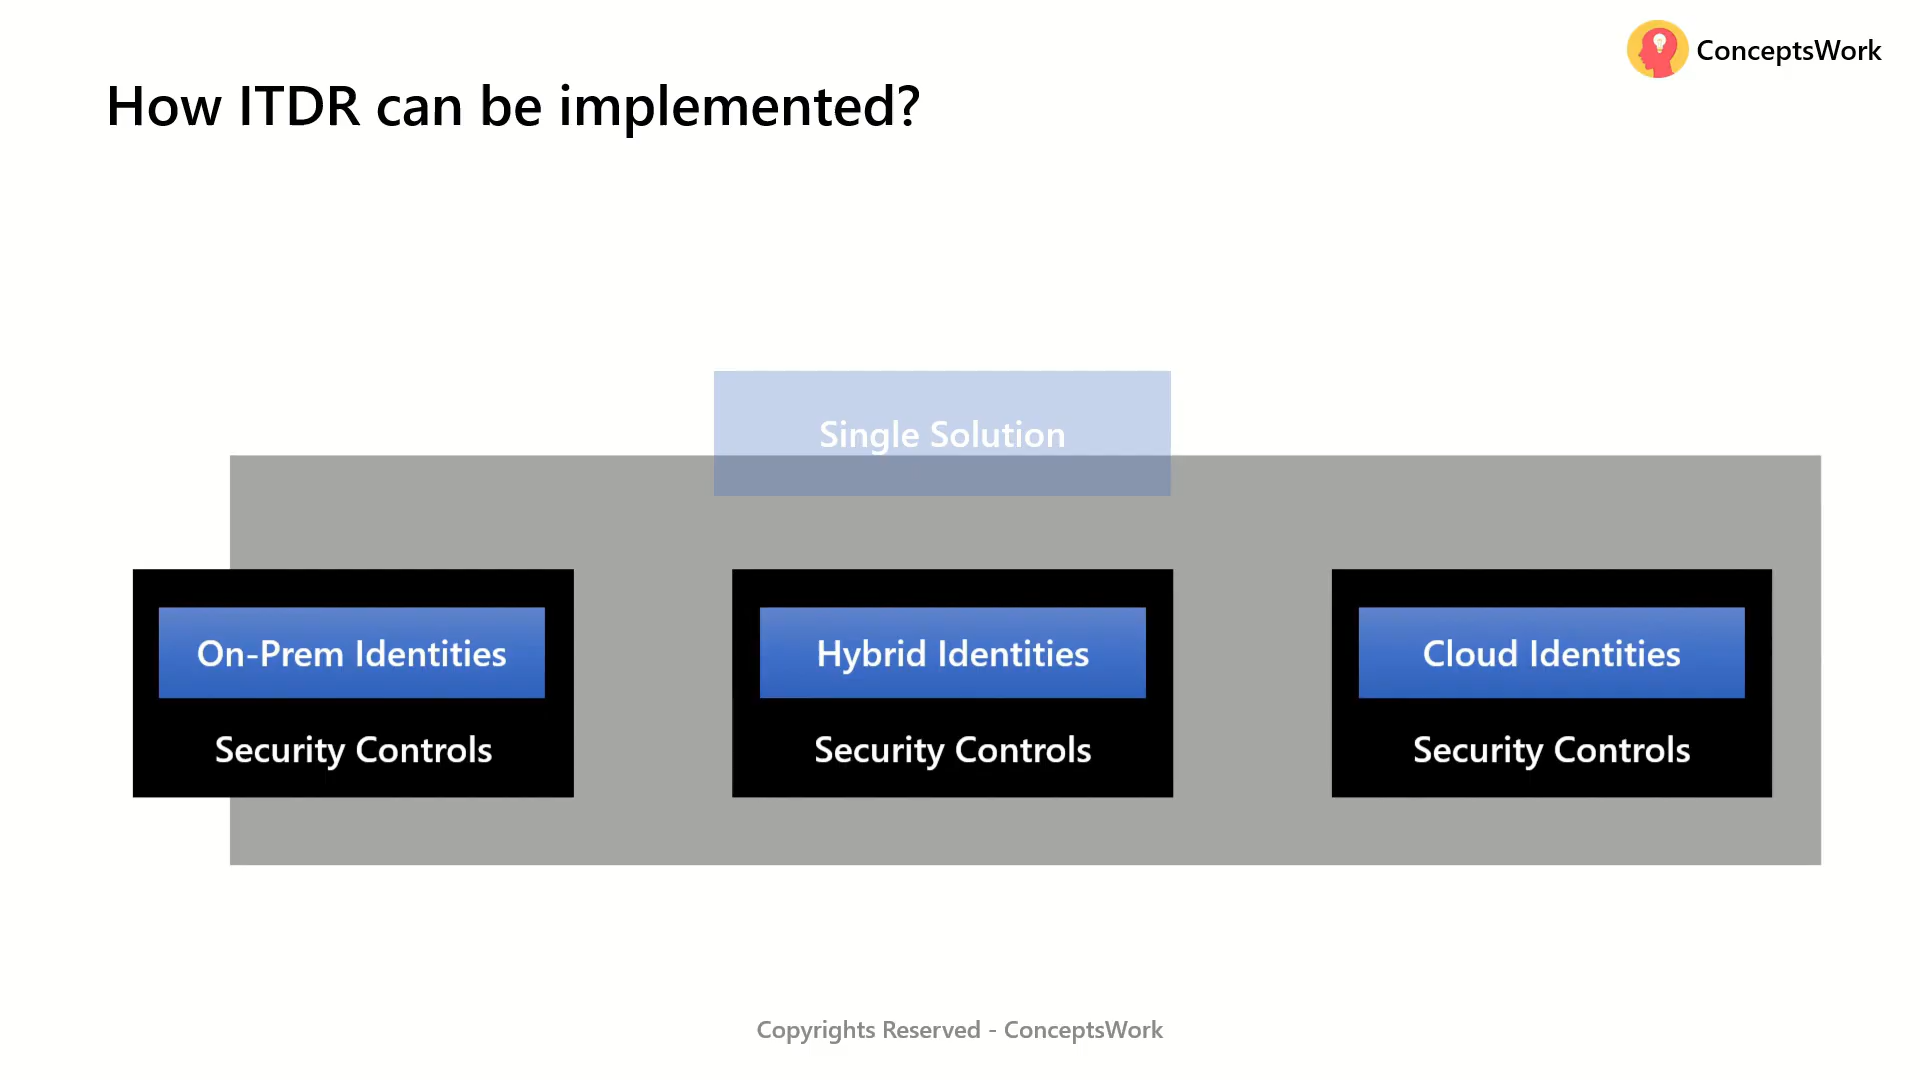 ConceptsWork
How ITDR can be implemented?
Single Solution
On-Prem Identities
Security Controls
Hybrid Identities
Security Controls
Cloud Identities
Security Controls
Copyrights Reserved - ConceptsWork